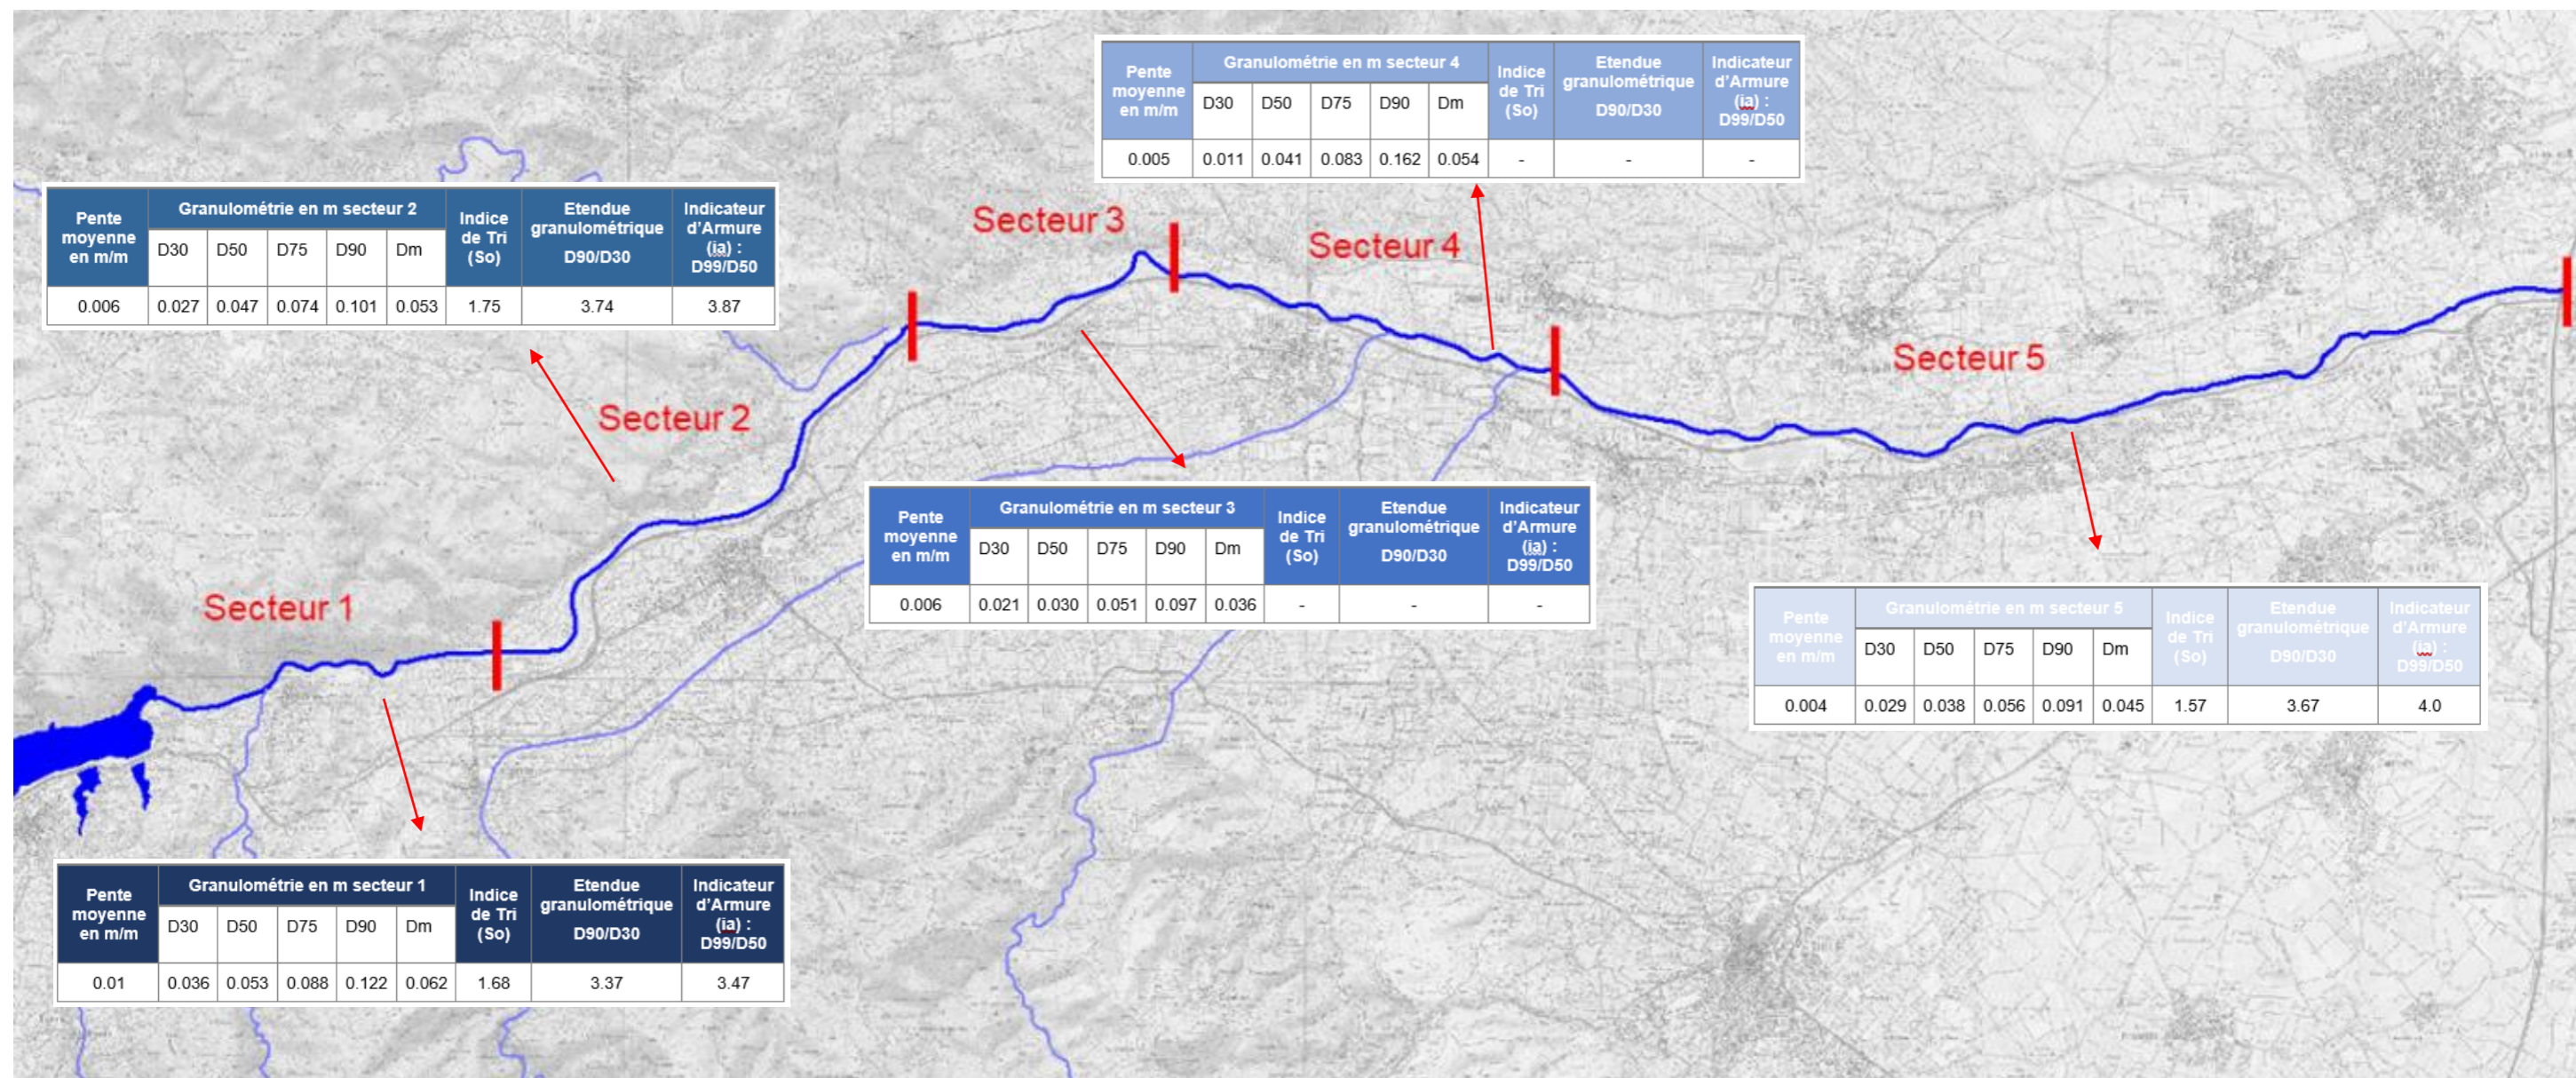 Pente moyenne en m/m
Granulométrie en m secteur 4
Indice de Tri (So)
Etendue granulométrique D90/D30
Indicateur d'Armure (ia) : D99/D50
D30 D50 D75 D90 Dm
0.005 0.011 0.041 0.083 0.162 0.054 - - -
Pente moyenne en m/m
Granulométrie en m secteur 2
Indice de Tri (So)
Etendue granulométrique D90/D30
Indicateur d'Armure (ia) : D99/D50
D30 D50 D75 D90 Dm
0.006 0.027 0.047 0.074 0.101 0.053 1.75 3.74 3.87
Secteur 3
Secteur 4
Secteur 5
Secteur 2
Pente moyenne en m/m
Granulométrie en m secteur 3
Indice de Tri (So)
Etendue granulométrique D90/D30
Indicateur d'Armure (ia) : D99/D50
D30 D50 D75 D90 Dm
0.006 0.021 0.030 0.051 0.097 0.036 - - -
Secteur 1
Pente moyenne en m/m
Granulométrie en m secteur 5
Indice de Tri (So)
Etendue granulométrique D90/D30
Indicateur d'Armure (ia) : D99/D50
D30 D50 D75 D90 Dm
0.004 0.029 0.038 0.056 0.091 0.045 1.57 3.67 4.0
Pente moyenne en m/m
Granulométrie en m secteur 1
Indice de Tri (So)
Etendue granulométrique D90/D30
Indicateur d'Armure (ia) : D99/D50
D30 D50 D75 D90 Dm
0.01 0.036 0.053 0.088 0.122 0.062 1.68 3.37 3.47